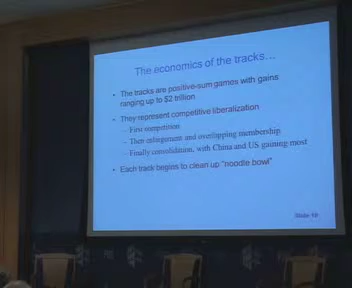 The economics of the tracks…
• The tracks are positive-sum games with gains
ranging up to $2 trillion
• They represent competitive liberalization
– First competition
– Then enlargement and overlapping membership
– Finally consolidation, with China and US gaining most
• Each track begins to clean up "noodle bowl"
Slide 10